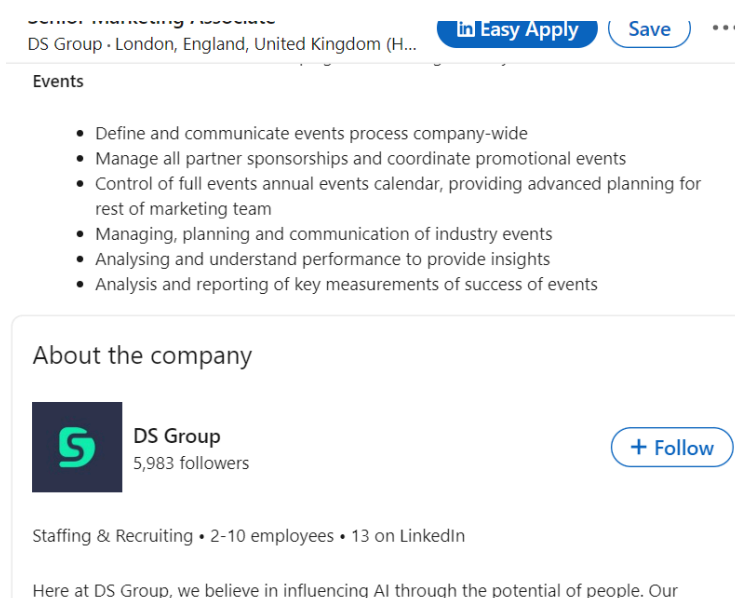 Senior Marketing Associate
DS Group · London, England, United Kingdom (H...
in Easy Apply
Save
Events
• Define and communicate events process company-wide
• Manage all partner sponsorships and coordinate promotional events
• Control of full events annual events calendar, providing advanced planning for
rest of marketing team
• Managing, planning and communication of industry events
• Analysing and understand performance to provide insights
• Analysis and reporting of key measurements of success of events
About the company
DS Group
5,983 followers
+ Follow
Staffing & Recruiting • 2-10 employees • 13 on LinkedIn
Here at DS Group, we believe in influencing AI through the potential of people. Our